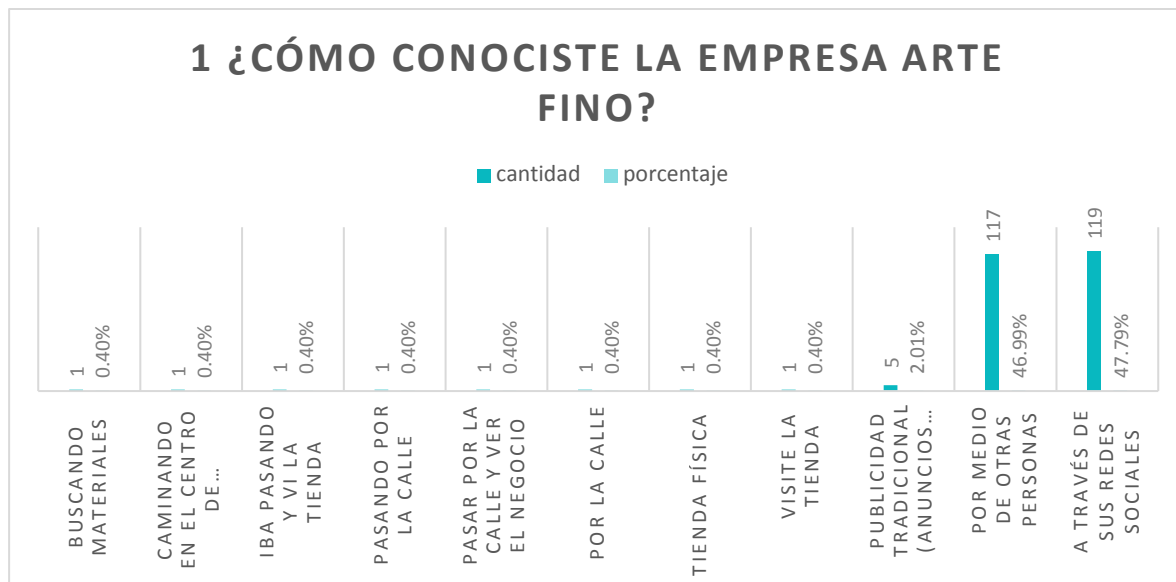 1 ¿CÓMO CONOCISTE LA EMPRESA ARTE
FINO?
cantidad porcentaje
1 0.40% 1 0.40% 1 0.40% 1 0.40% 1 0.40% 1 0.40% 1 0.40% 1 0.40% 5 2.01% 117 46.99% 119 47.79%
BUSCANDO
MATERIALES
CAMINANDO
EN EL CENTRO
DE…
IBA PASANDO
Y VI LA
TIENDA
PASANDO POR
LA CALLE
PASAR POR LA
CALLE Y VER
EL NEGOCIO
POR LA CALLE
TIENDA FÍSICA
VISITE LA
TIENDA
PUBLICIDAD
TRADICIONAL
(ANUNCIOS…
POR MEDIO
DE OTRAS
PERSONAS
A TRAVÉS DE
SUS REDES
SOCIALES